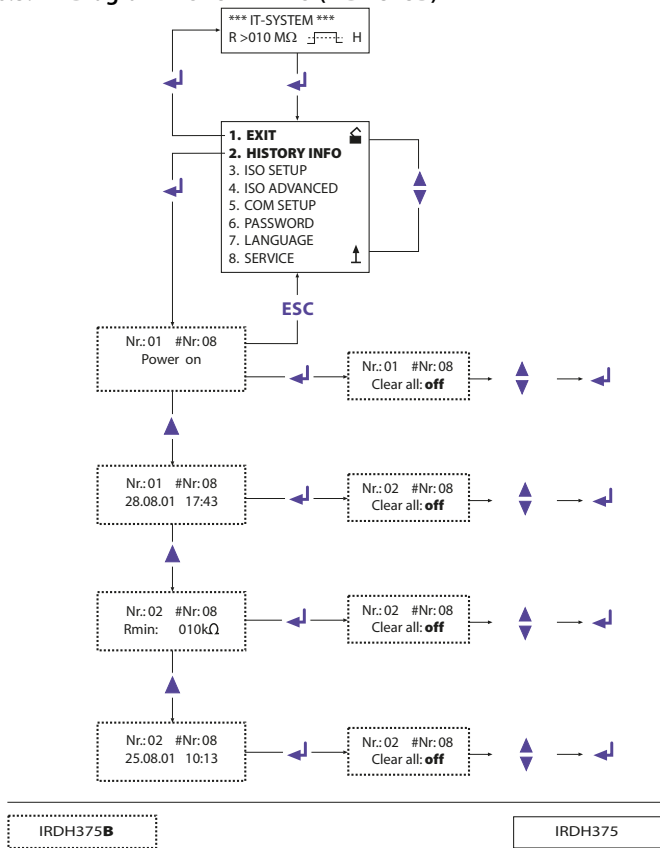 *** IT-SYSTEM ***
R >010 MΩ H
1. EXIT
2. HISTORY INFO
3. ISO SETUP
4. ISO ADVANCED
5. COM SETUP
6. PASSWORD
7. LANGUAGE
8. SERVICE
ESC
Nr.: 01 #Nr: 08
Power on
Nr.: 01 #Nr: 08
Clear all: off
Nr.: 01 #Nr: 08
28.08.01 17:43
Nr.: 02 #Nr: 08
Clear all: off
Nr.: 02 #Nr: 08
Rmin: 010kΩ
Nr.: 02 #Nr: 08
Clear all: off
Nr.: 02 #Nr: 08
25.08.01 10:13
Nr.: 02 #Nr: 08
Clear all: off
IRDH375B
IRDH375